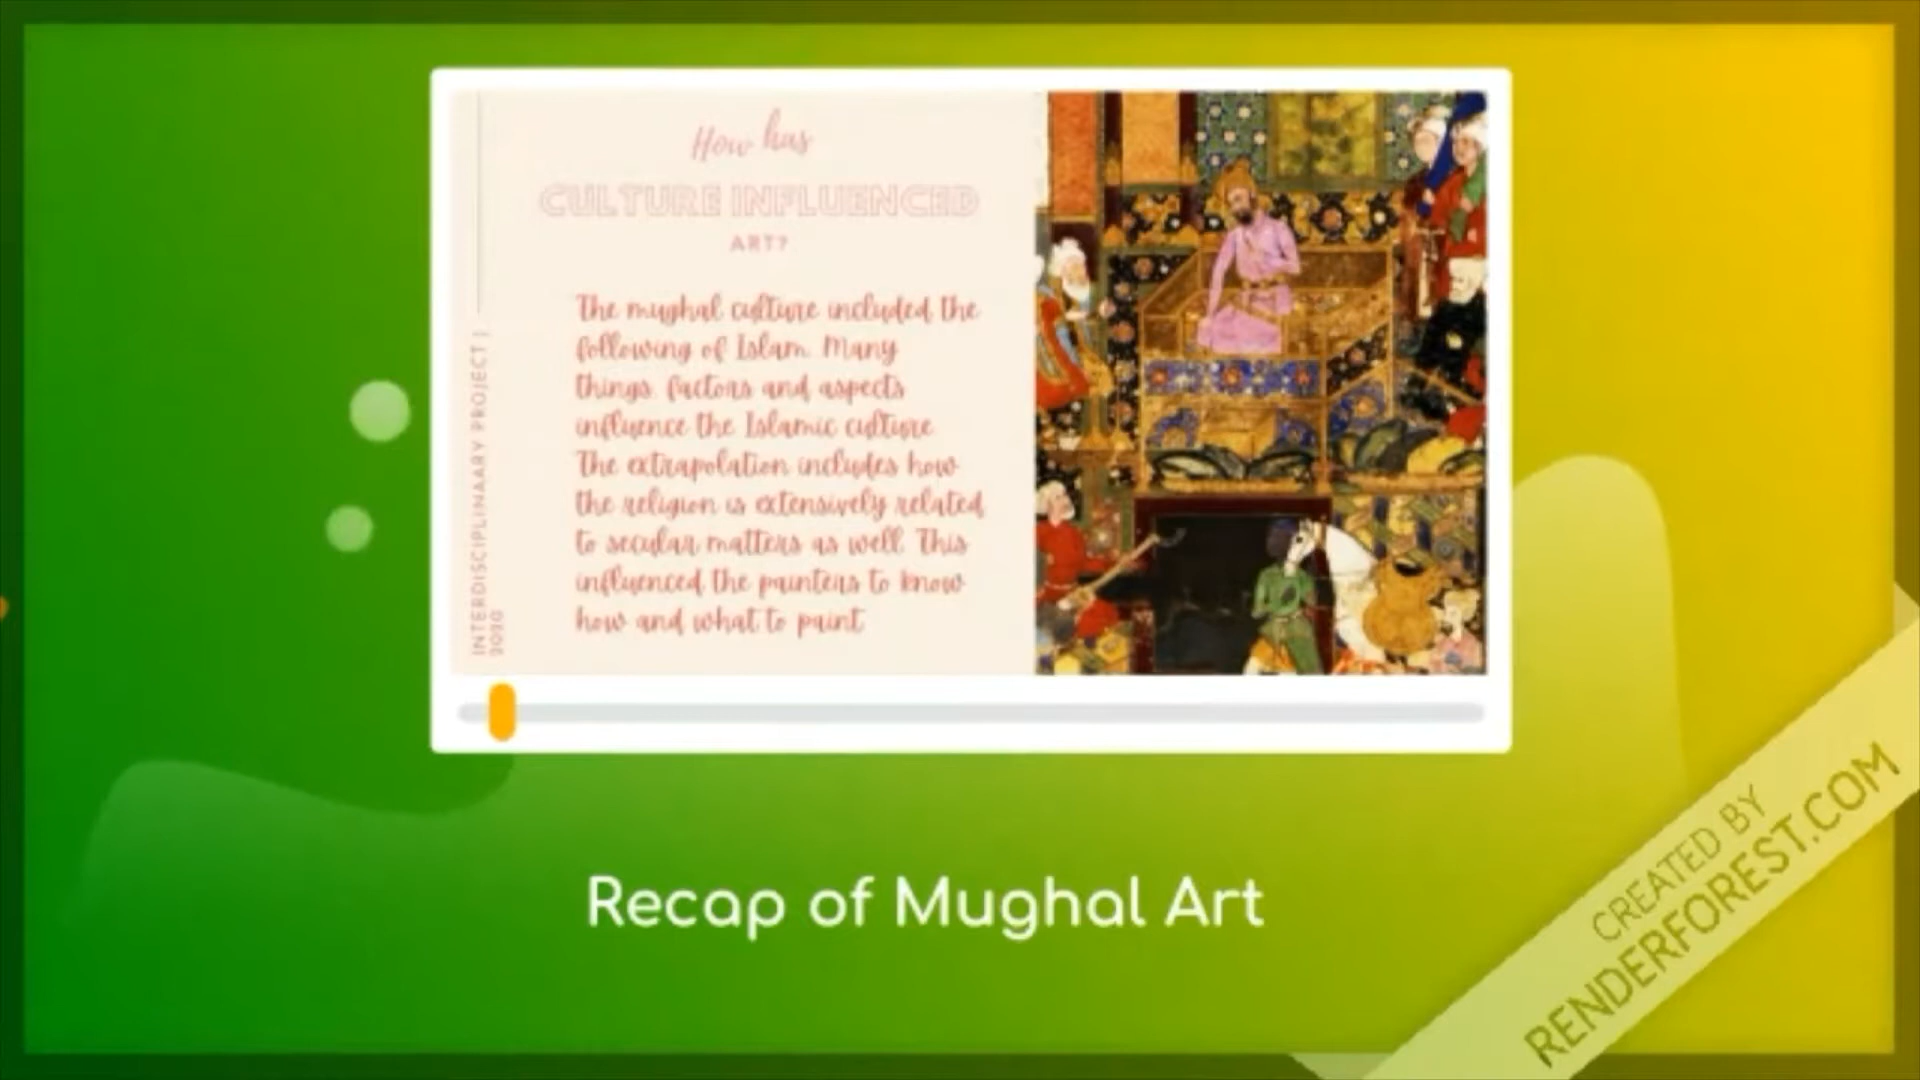 How has
CULTURE INFLUENCED
ART?
The mughal culture included the
following of Islam. Many
things, factors and aspects
influence the Islamic culture.
The extrapolation includes how
the religion is extensively related
to secular matters as well. This
influenced the painters to know
how and what to paint.
INTERDISCIPLINARY PROJECT |
2020
Recap of Mughal Art
CREATED BY
RENDERFOREST.COM